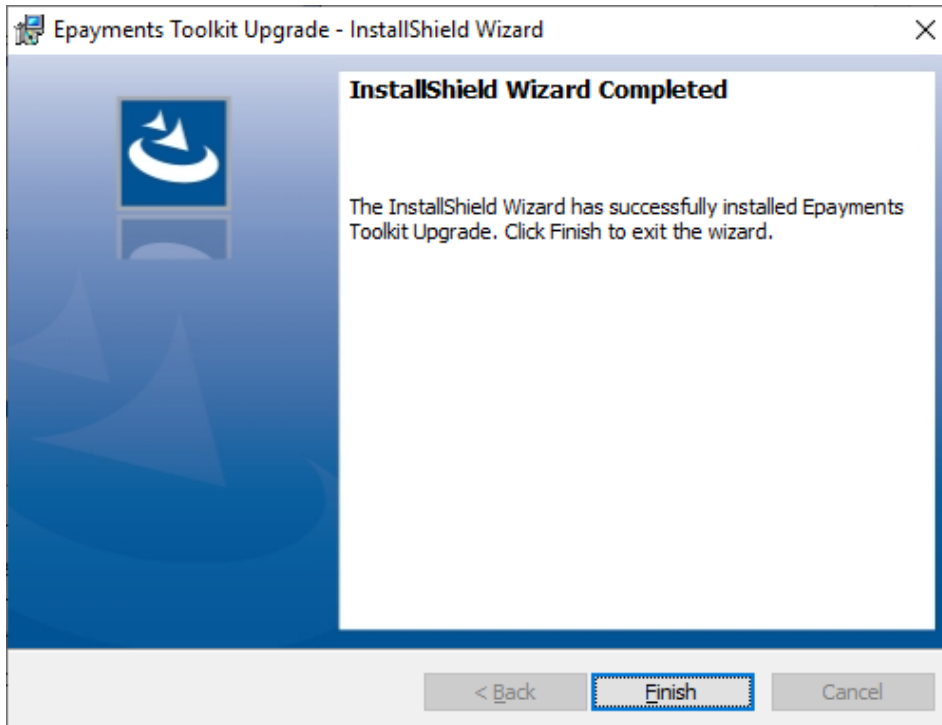 Epayments Toolkit Upgrade - InstallShield Wizard
InstallShield Wizard Completed
The InstallShield Wizard has successfully installed Epayments
Toolkit Upgrade. Click Finish to exit the wizard.
< Back
Finish
Cancel